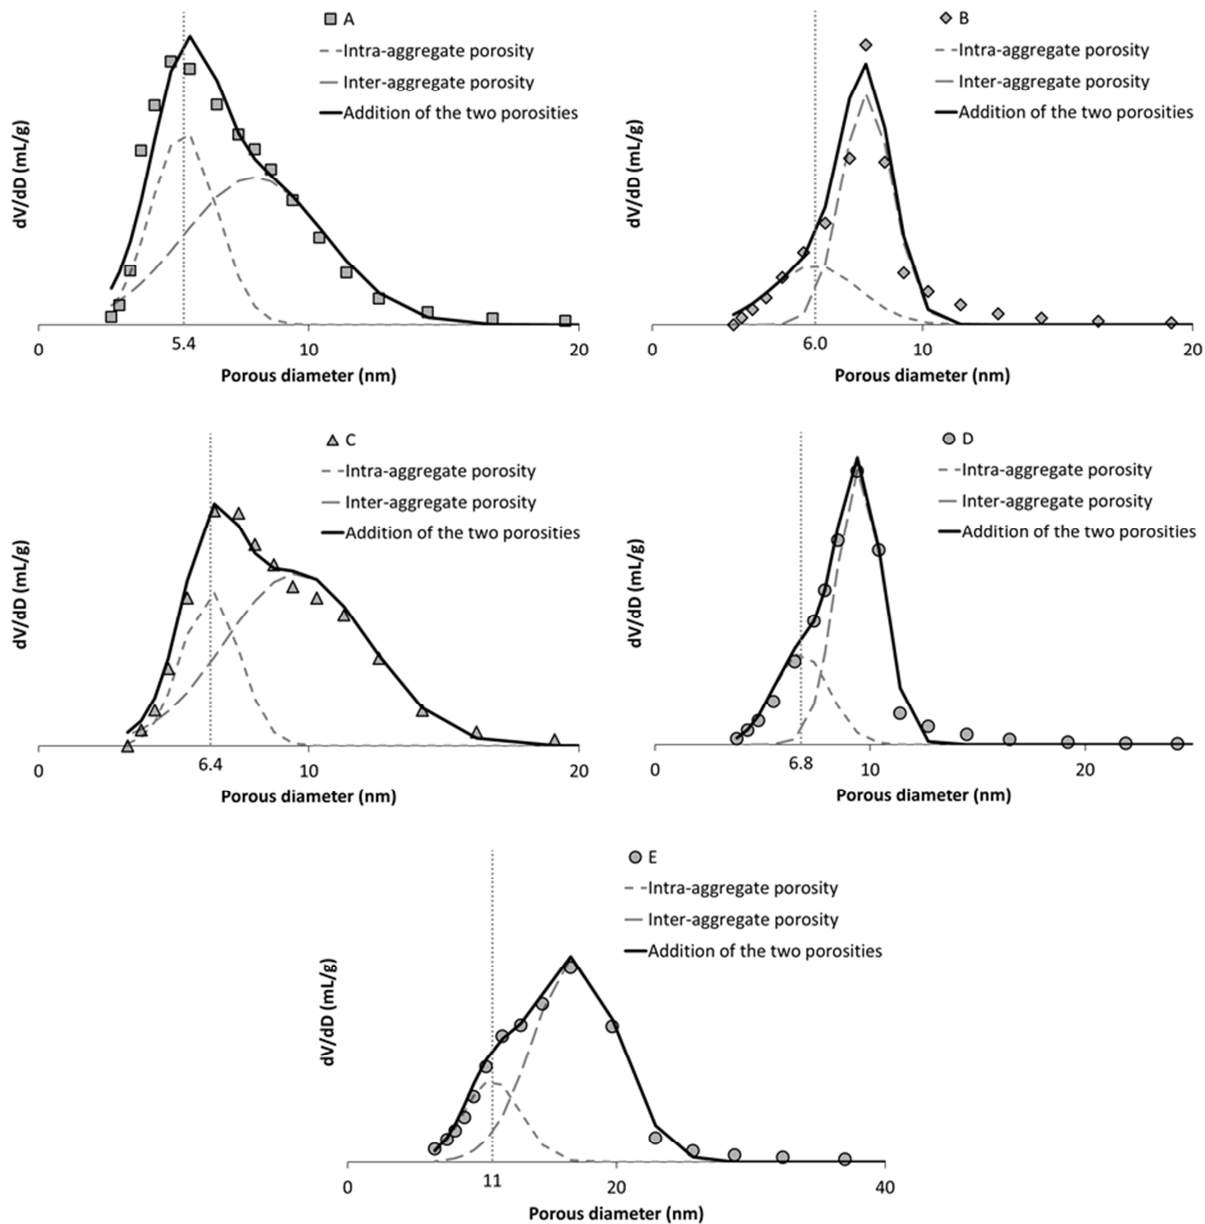 A
Intra-aggregate porosity
Inter-aggregate porosity
Addition of the two porosities
dV/dD (mL/g)
0 5.4 10 20
Porous diameter (nm)
B
Intra-aggregate porosity
Inter-aggregate porosity
Addition of the two porosities
dV/dD (mL/g)
0 6.0 10 20
Porous diameter (nm)
C
Intra-aggregate porosity
Inter-aggregate porosity
Addition of the two porosities
dV/dD (mL/g)
0 6.4 10 20
Porous diameter (nm)
D
Intra-aggregate porosity
Inter-aggregate porosity
Addition of the two porosities
dV/dD (mL/g)
0 6.8 10 20
Porous diameter (nm)
E
Intra-aggregate porosity
Inter-aggregate porosity
Addition of the two porosities
dV/dD (mL/g)
0 11 20 40
Porous diameter (nm)